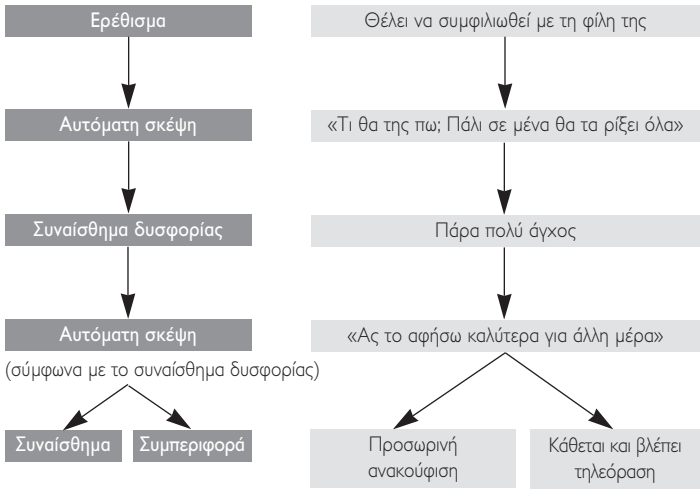 Ερέθισμα
Θέλει να συμφιλιωθεί με τη φίλη της
Αυτόματη σκέψη
«Τι θα της πω; Πάλι σε μένα θα τα ρίξει όλα»
Συναίσθημα δυσφορίας
Πάρα πολύ άγχος
Αυτόματη σκέψη
(σύμφωνα με το συναίσθημα δυσφορίας)
«Ας το αφήσω καλύτερα για άλλη μέρα»
Συναίσθημα
Συμπεριφορά
Προσωρινή
ανακούφιση
Κάθεται και βλέπει
τηλεόραση